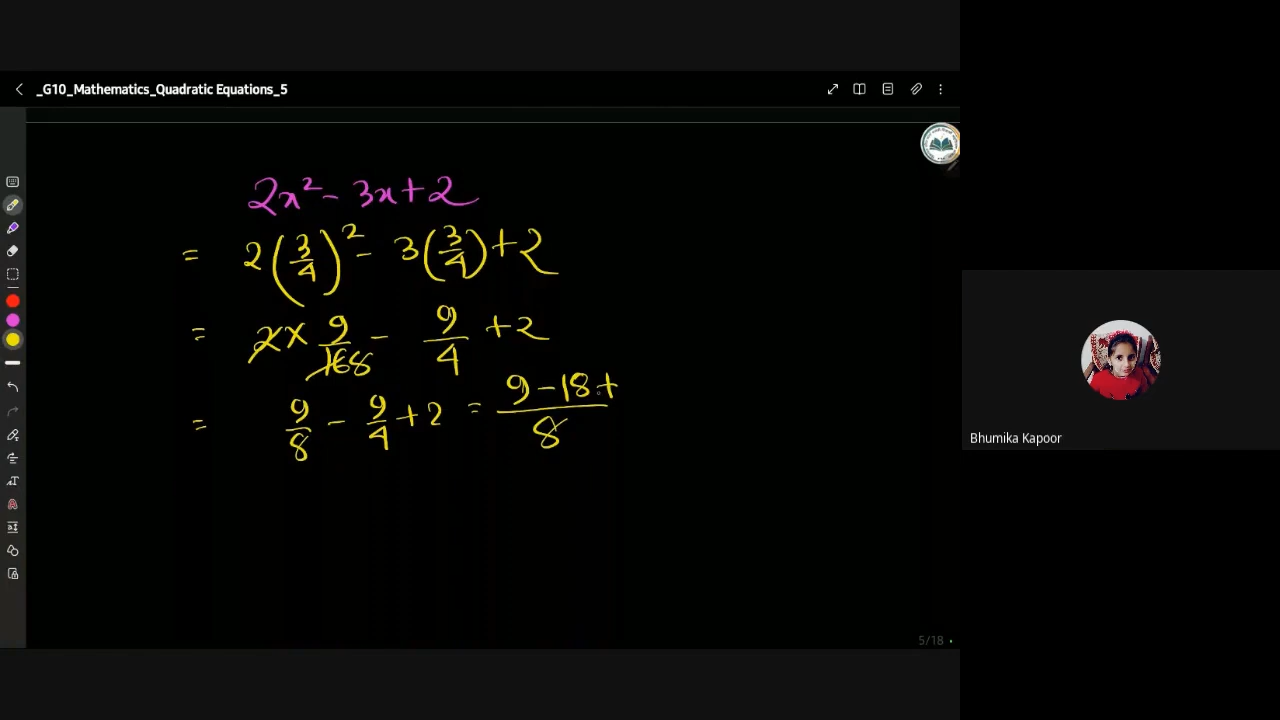 _G10_Mathematics_Quadratic Equations_5
2x² - 3x + 2
= 2(3/4)² - 3(3/4) + 2
= 2 × 9/168 - 9/4 + 2
= 9/8 - 9/4 + 2 = 9 - 18 + / 8
Bhumika Kapoor
5/18